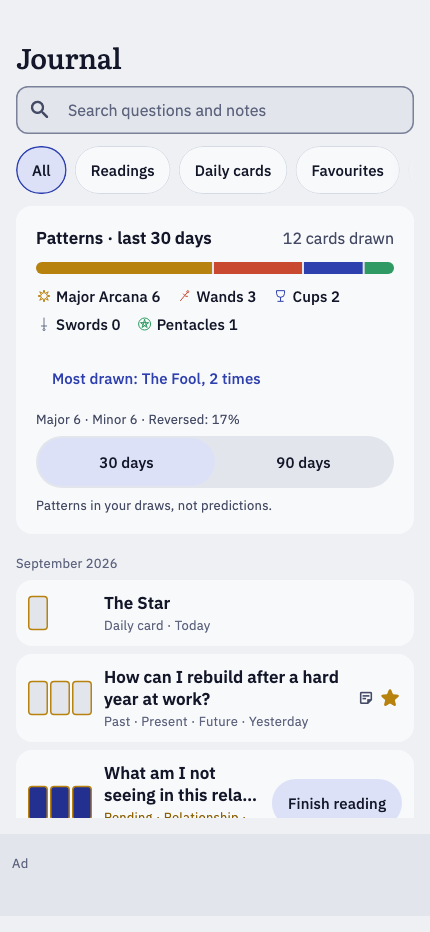 Journal
Search questions and notes
All
Readings
Daily cards
Favourites
Patterns · last 30 days
12 cards drawn
Major Arcana 6
Wands 3
Cups 2
Swords 0
Pentacles 1
Most drawn: The Fool, 2 times
Major 6 · Minor 6 · Reversed: 17%
30 days
90 days
Patterns in your draws, not predictions.
September 2026
The Star
Daily card · Today
How can I rebuild after a hard
year at work?
Past · Present · Future · Yesterday
What am I not
seeing in this rela...
Pending · Relationship ·
Finish reading
Ad